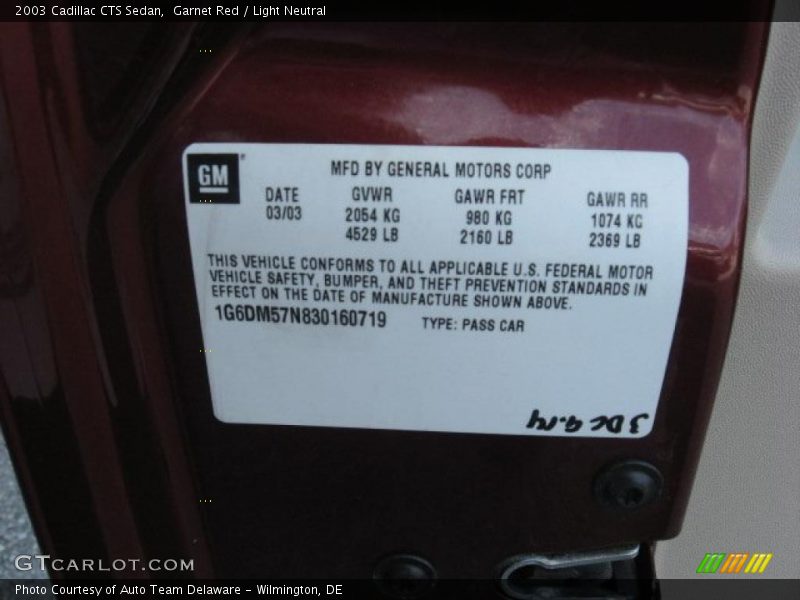 2003 Cadillac CTS Sedan,  Garnet Red / Light Neutral
GM
MFD BY GENERAL MOTORS CORP
DATE GVWR GAWR FRT GAWR RR
03/03 2054 KG 980 KG 1074 KG
4529 LB 2160 LB 2369 LB
THIS VEHICLE CONFORMS TO ALL APPLICABLE U.S. FEDERAL MOTOR
VEHICLE SAFETY, BUMPER, AND THEFT PREVENTION STANDARDS IN
EFFECT ON THE DATE OF MANUFACTURE SHOWN ABOVE.
1G6DM57N830160719 TYPE: PASS CAR
3DC 9.14
GTCARLOT.COM
Photo Courtesy of Auto Team Delaware - Wilmington, DE